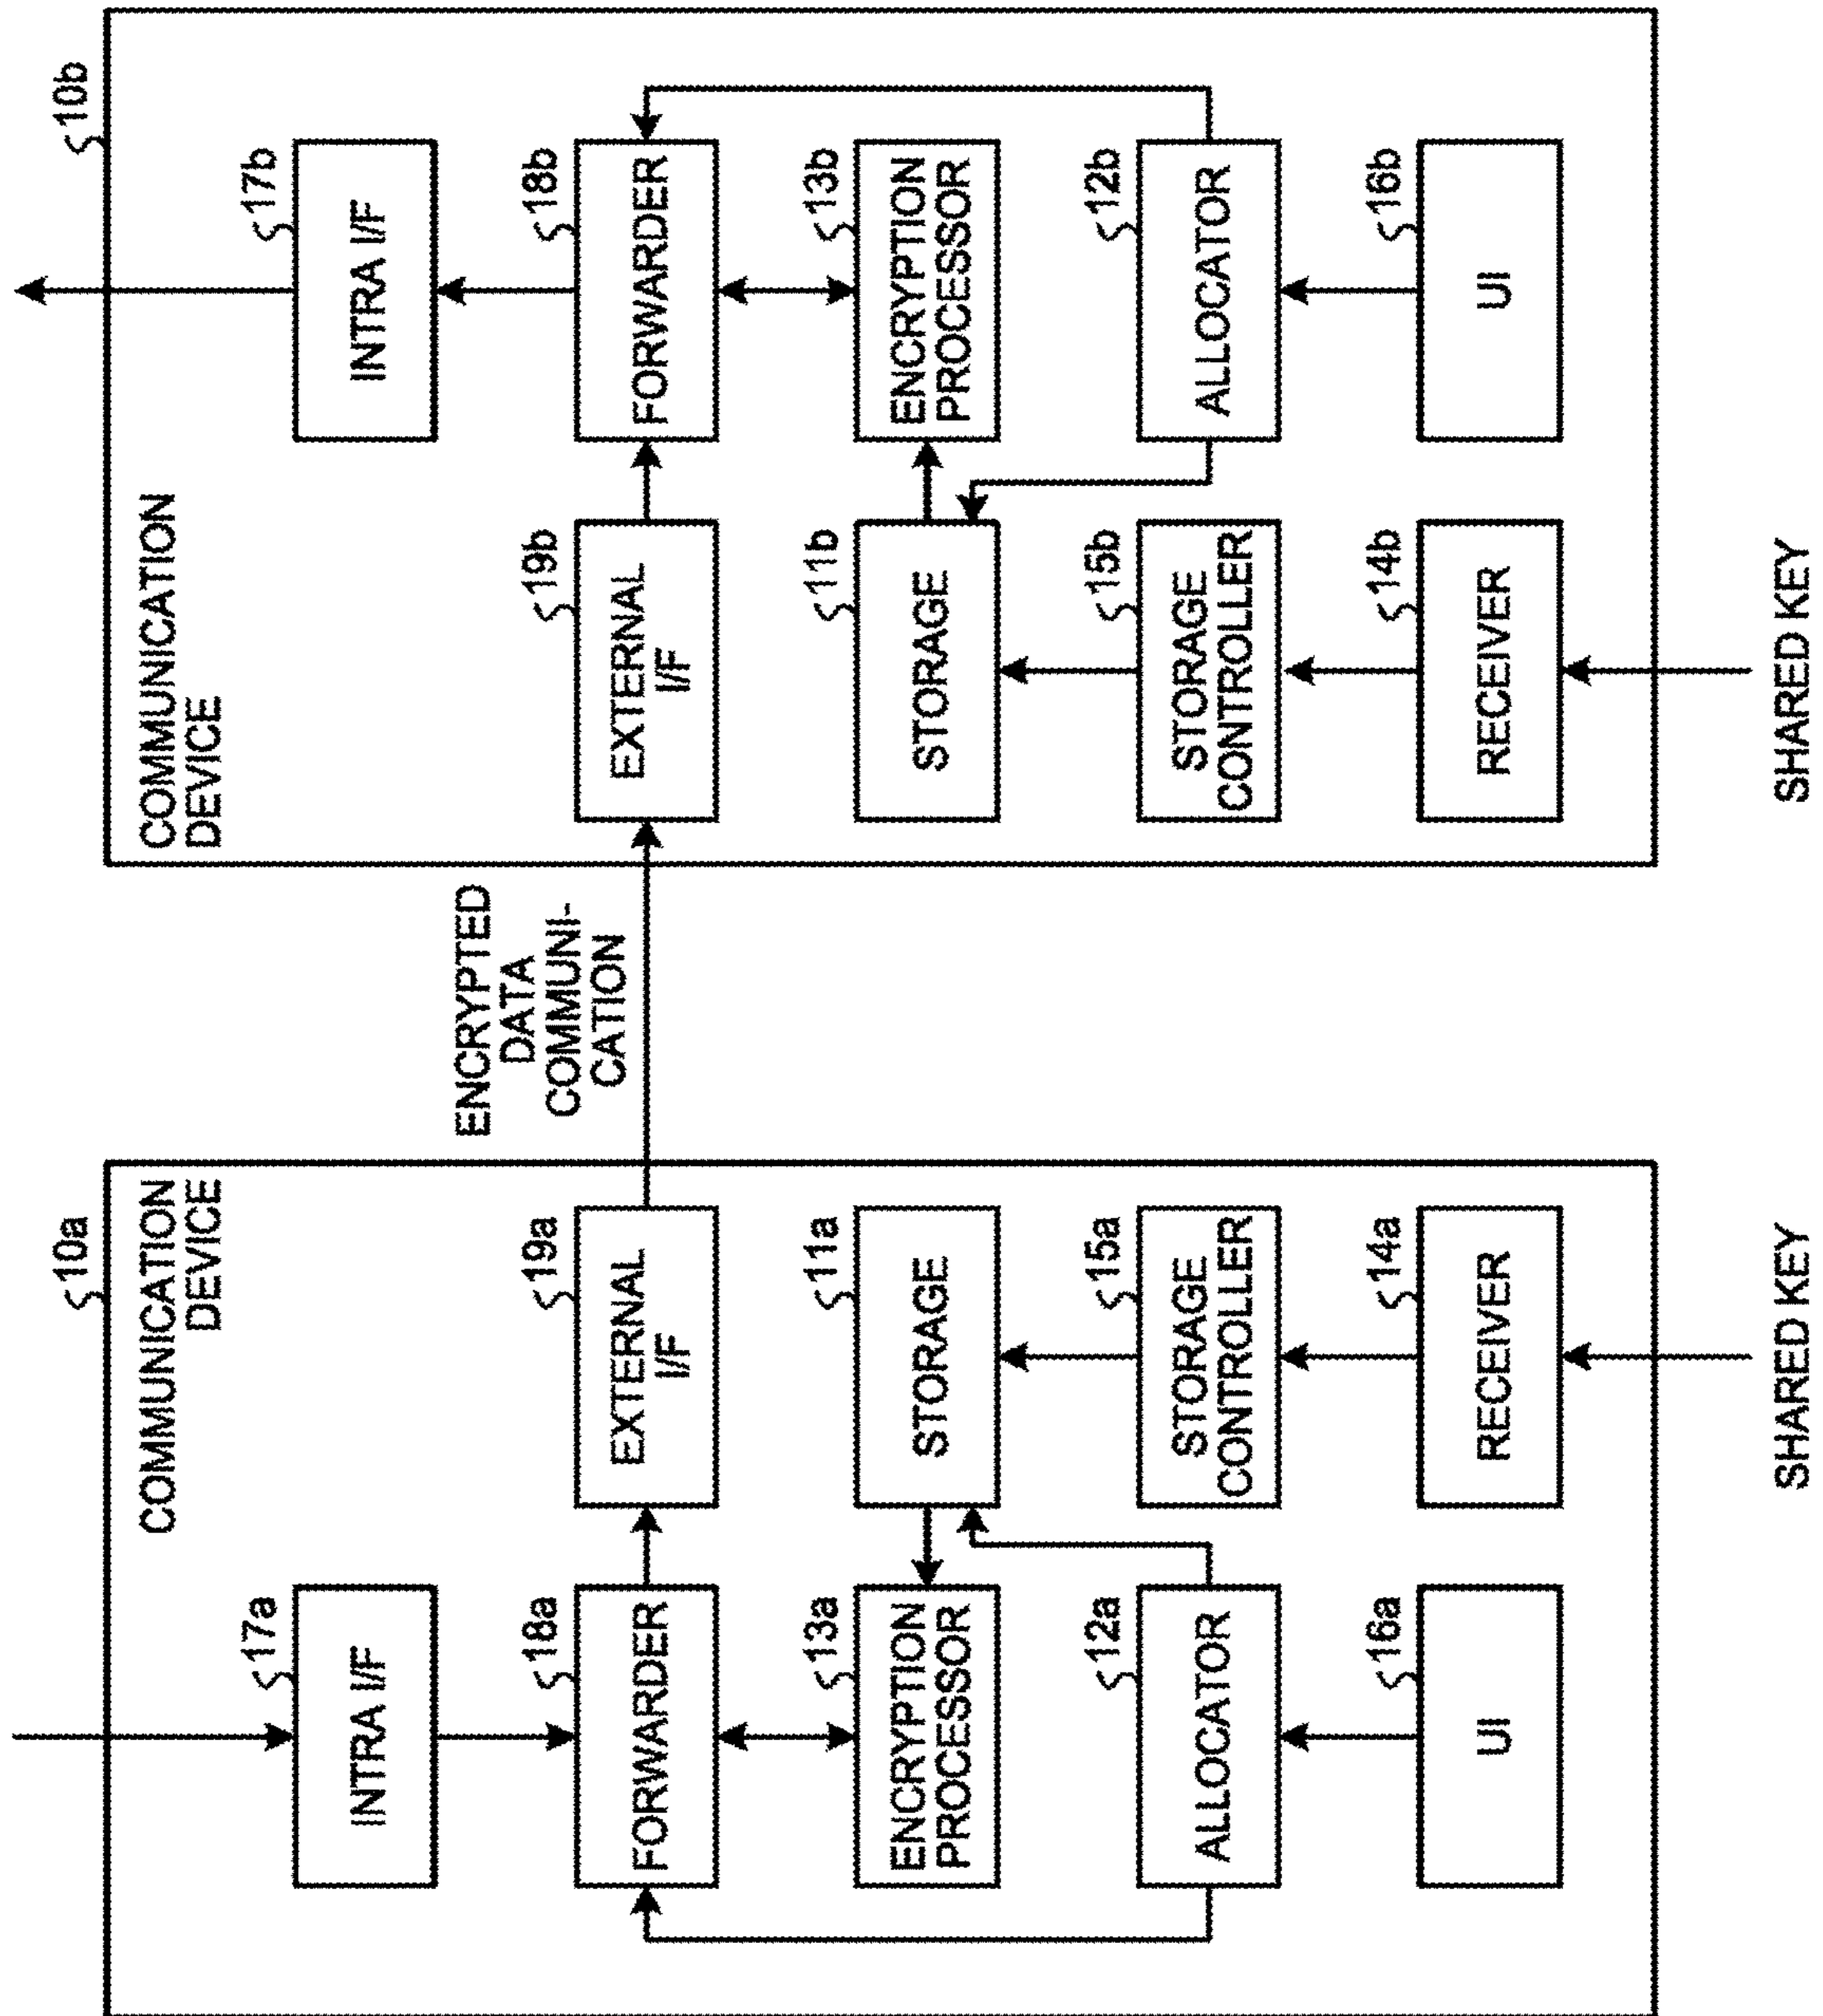 10a
COMMUNICATION
DEVICE
17a
INTRA I/F
18a
FORWARDER
19a
EXTERNAL
I/F
13a
ENCRYPTION
PROCESSOR
11a
STORAGE
12a
ALLOCATOR
15a
STORAGE
CONTROLLER
16a
UI
14a
RECEIVER
SHARED KEY
ENCRYPTED
DATA
COMMUNI-
CATION
10b
COMMUNICATION
DEVICE
17b
INTRA I/F
19b
EXTERNAL
I/F
18b
FORWARDER
11b
STORAGE
13b
ENCRYPTION
PROCESSOR
15b
STORAGE
CONTROLLER
12b
ALLOCATOR
14b
RECEIVER
16b
UI
SHARED KEY